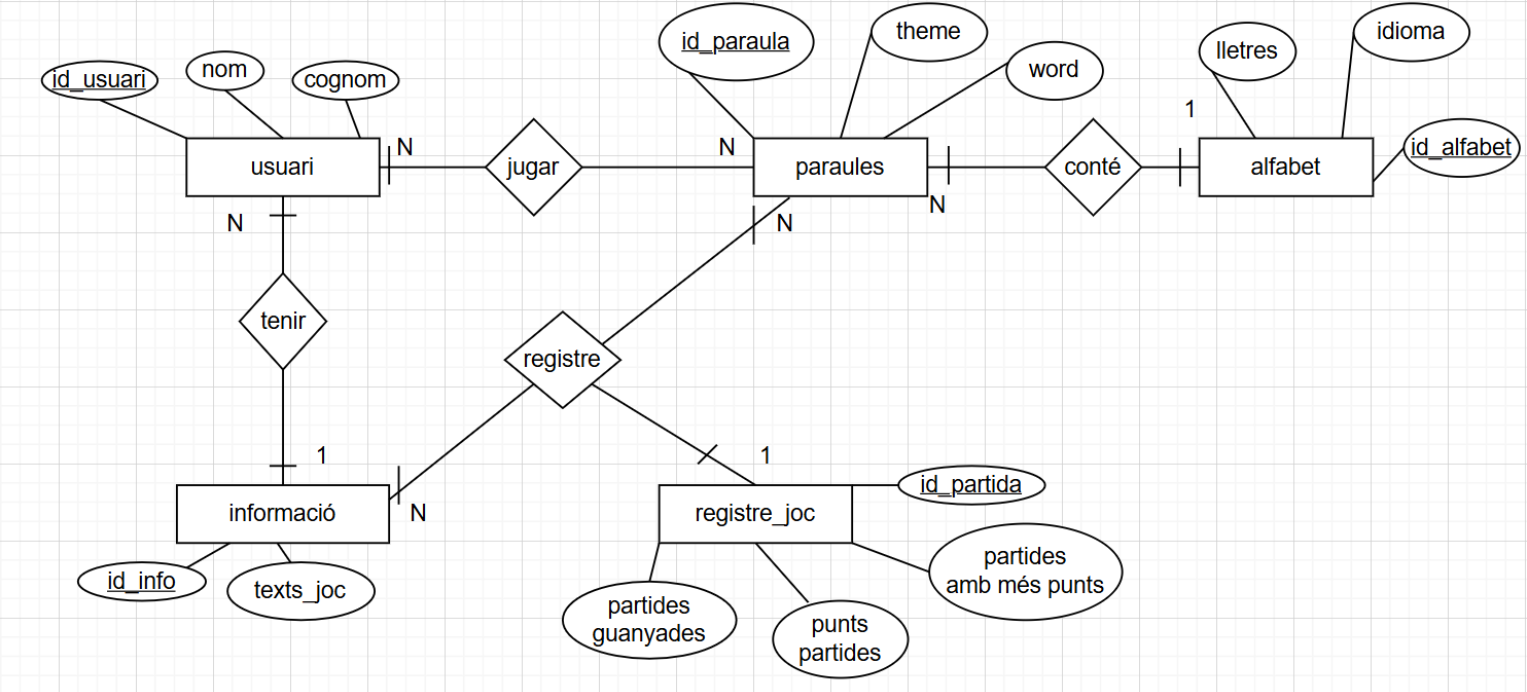 id_paraula
theme
idioma
lletres
id_usuari
nom
cognom
word
1
N
N
id_alfabet
usuari
jugar
paraules
conté
alfabet
N
N
N
tenir
registre
1
1
id_partida
informació
N
registre_joc
id_info
texts_joc
partides
amb més punts
partides
guanyades
punts
partides